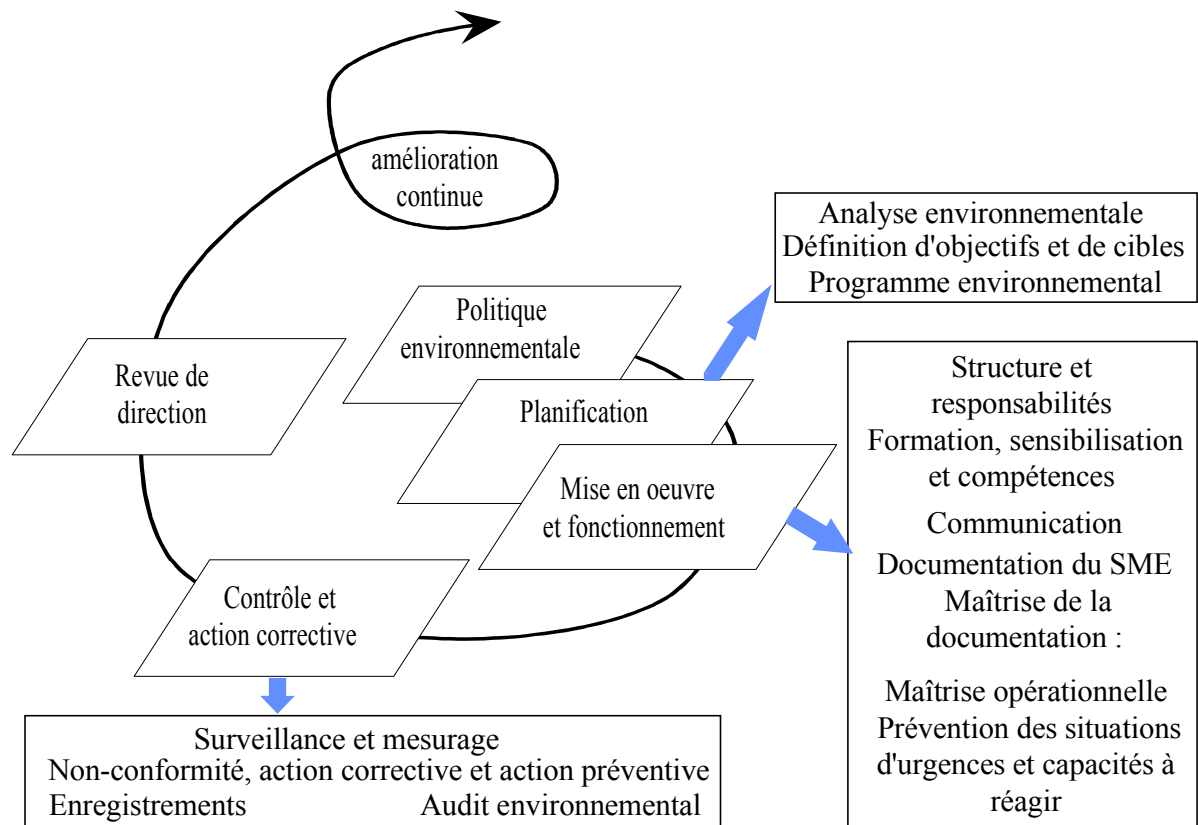 amélioration
continue
Analyse environnementale
Définition d'objectifs et de cibles
Programme environnemental
Politique
environnementale
Revue de
direction
Planification
Structure et
responsabilités
Formation, sensibilisation
et compétences
Communication
Documentation du SME
Maîtrise de la
documentation :
Maîtrise opérationnelle
Prévention des situations
d'urgences et capacités à
réagir
Mise en oeuvre
et fonctionnement
Contrôle et
action corrective
Surveillance et mesurage
Non-conformité, action corrective et action préventive
Enregistrements Audit environnemental